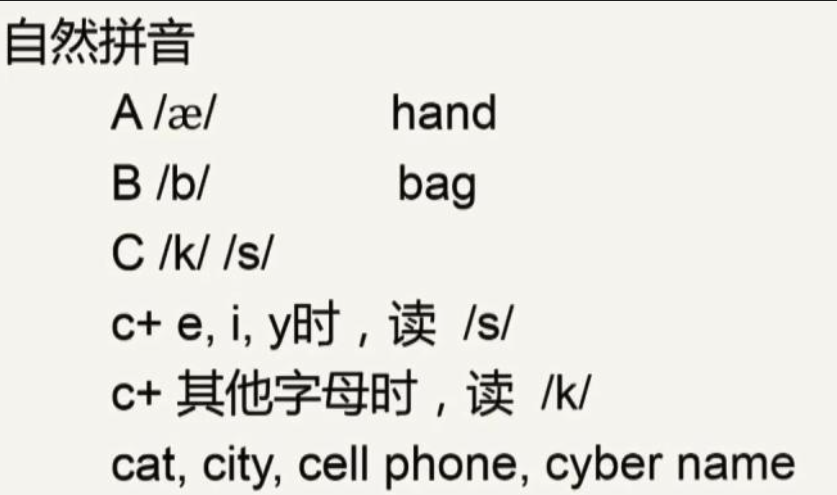 自然拼音
A /æ/ hand
B /b/ bag
C /k/ /s/
c+ e, i, y时，读 /s/
c+ 其他字母时，读 /k/
cat, city, cell phone, cyber name